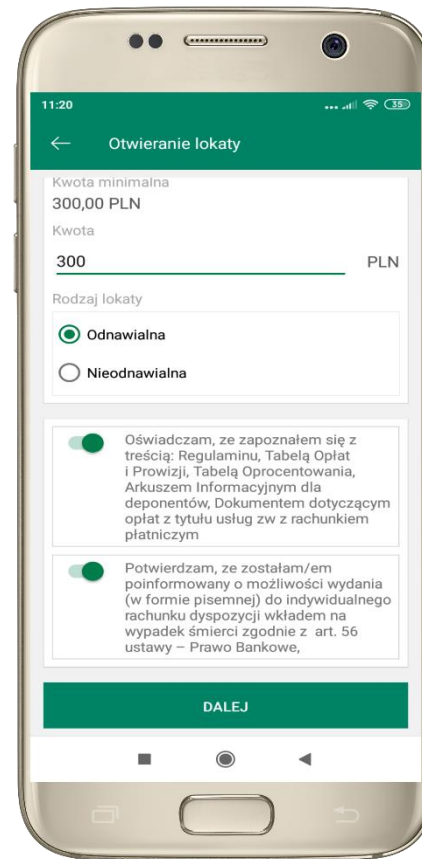 11:20
35
Otwieranie lokaty
Kwota minimalna
300,00 PLN
Kwota
300 PLN
Rodzaj lokaty
Odnawialna
Nieodnawialna
Oświadczam, ze zapoznałem się z
treścią: Regulaminu, Tabelą Opłat
i Prowizji, Tabelą Oprocentowania,
Arkuszem Informacyjnym dla
deponentów, Dokumentem dotyczącym
opłat z tytułu usług zw z rachunkiem
płatniczym
Potwierdzam, ze zostałam/em
poinformowany o możliwości wydania
(w formie pisemnej) do indywidualnego
rachunku dyspozycji wkładem na
wypadek śmierci zgodnie z art. 56
ustawy – Prawo Bankowe,
DALEJ